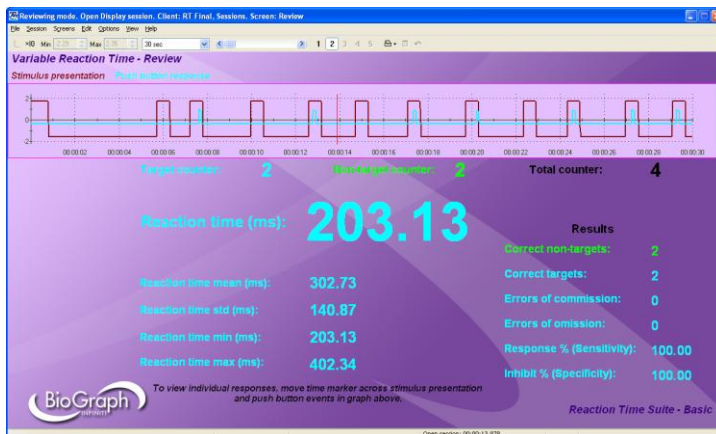 Reviewing mode. Open Display session. Client: RT Final, Sessions. Screen: Review
File Session Screens Edit Options View Help
Min Max 30 sec 1 2 3 4 5
Variable Reaction Time - Review
Stimulus presentation Push button response
2
0
-2
00:00:02 00:00:04 00:00:06 00:00:08 00:00:10 00:00:12 00:00:14 00:00:16 00:00:18 00:00:20 00:00:22 00:00:24 00:00:26 00:00:28 00:00:30
Target counter: 2 Non-target counter: 2 Total counter: 4
Reaction time (ms): 203.13
Results
Correct non-targets: 2
Correct targets: 2
Errors of commission: 0
Errors of omission: 0
Response % (Sensitivity): 100.00
Inhibit % (Specificity): 100.00
Reaction time mean (ms): 302.73
Reaction time std (ms): 140.87
Reaction time min (ms): 203.13
Reaction time max (ms): 402.34
To view individual responses, move time marker across stimulus presentation
and push button events in graph above.
BioGraph
INFINITI
Reaction Time Suite - Basic